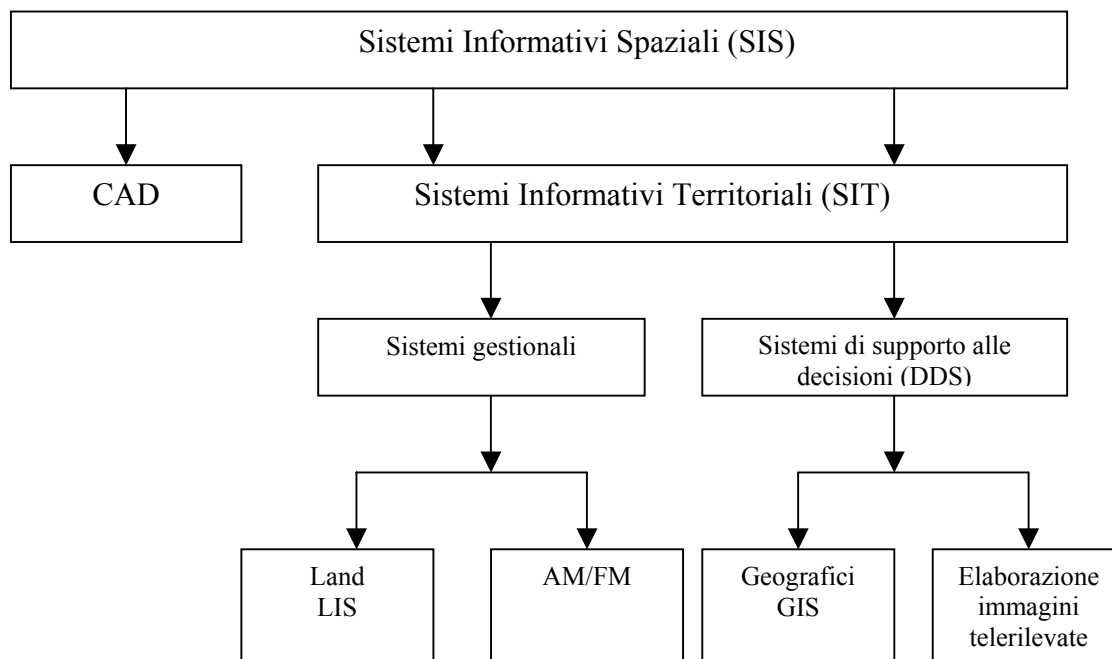 Sistemi Informativi Spaziali (SIS)
CAD
Sistemi Informativi Territoriali (SIT)
Sistemi gestionali
Sistemi di supporto alle
decisioni (DDS)
Land
LIS
AM/FM
Geografici
GIS
Elaborazione
immagini
telerilevate